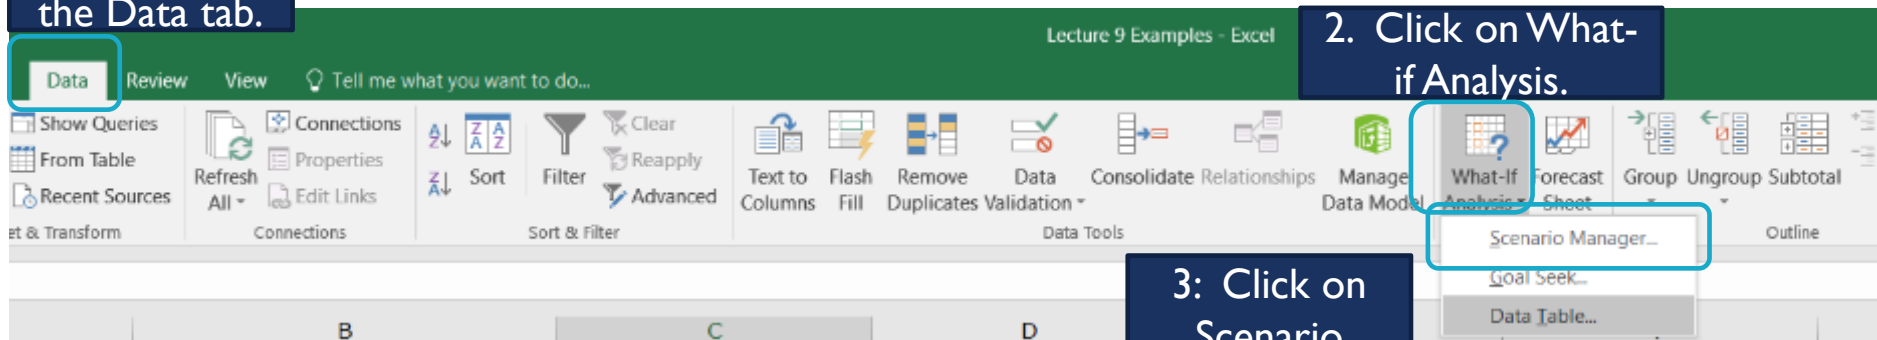 the Data tab.
Lecture 9 Examples - Excel
2. Click on What-
if Analysis.
Data Review View Tell me what you want to do...
Show Queries
From Table
Recent Sources
Refresh
All
Connections
Properties
Edit Links
Sort
Filter
Clear
Reapply
Advanced
Text to
Columns
Flash
Fill
Remove
Duplicates
Data
Validation
Consolidate
Relationships
Manage
Data Model
What-If
Analysis
Forecast
Sheet
Group
Ungroup
Subtotal
& Transform
Connections
Sort & Filter
Data Tools
Outline
Scenario Manager...
Goal Seek...
Data Table...
3: Click on
Scenario
B C D